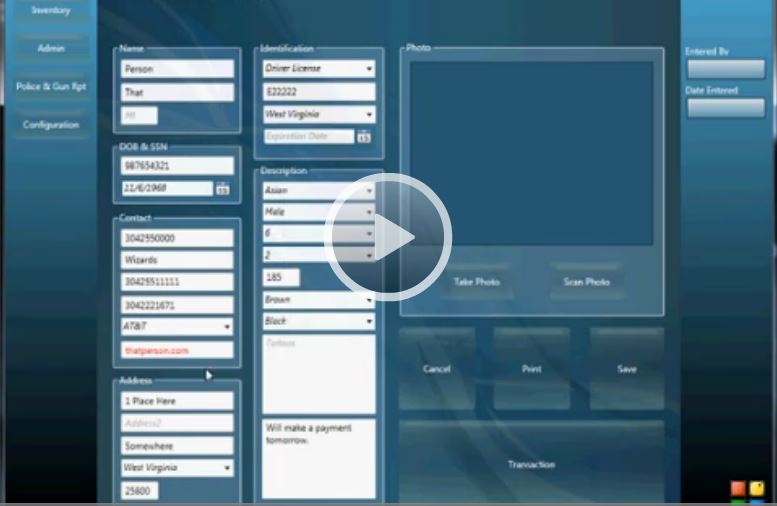 Inventory
Admin
Police & Gun Rpt
Configuration
Name
Person
That
MI
DOB & SSN
987654321
11/6/1968
15
Contact
3042550000
Wizards
30425511111
3042221671
AT&T
thatperson.com
Address
1 Place Here
Address2
Somewhere
West Virginia
25800
Identification
Driver License
E22222
West Virginia
Expiration Date
15
Description
Asian
Male
6
2
185
Brown
Black
Tattoos
Will make a payment
tomorrow.
Photo
Take Photo
Scan Photo
Cancel
Print
Save
Transaction
Entered By
Date Entered